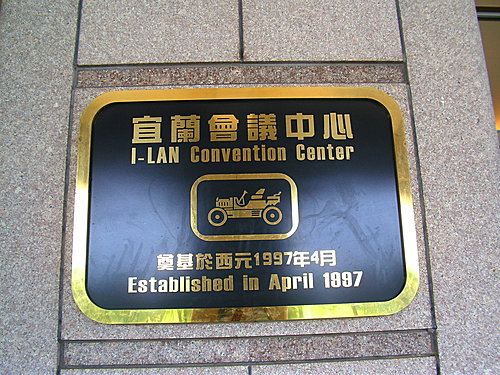 宜蘭會議中心
I-LAN Convention Center
奠基於西元1997年4月
Established in April 1997